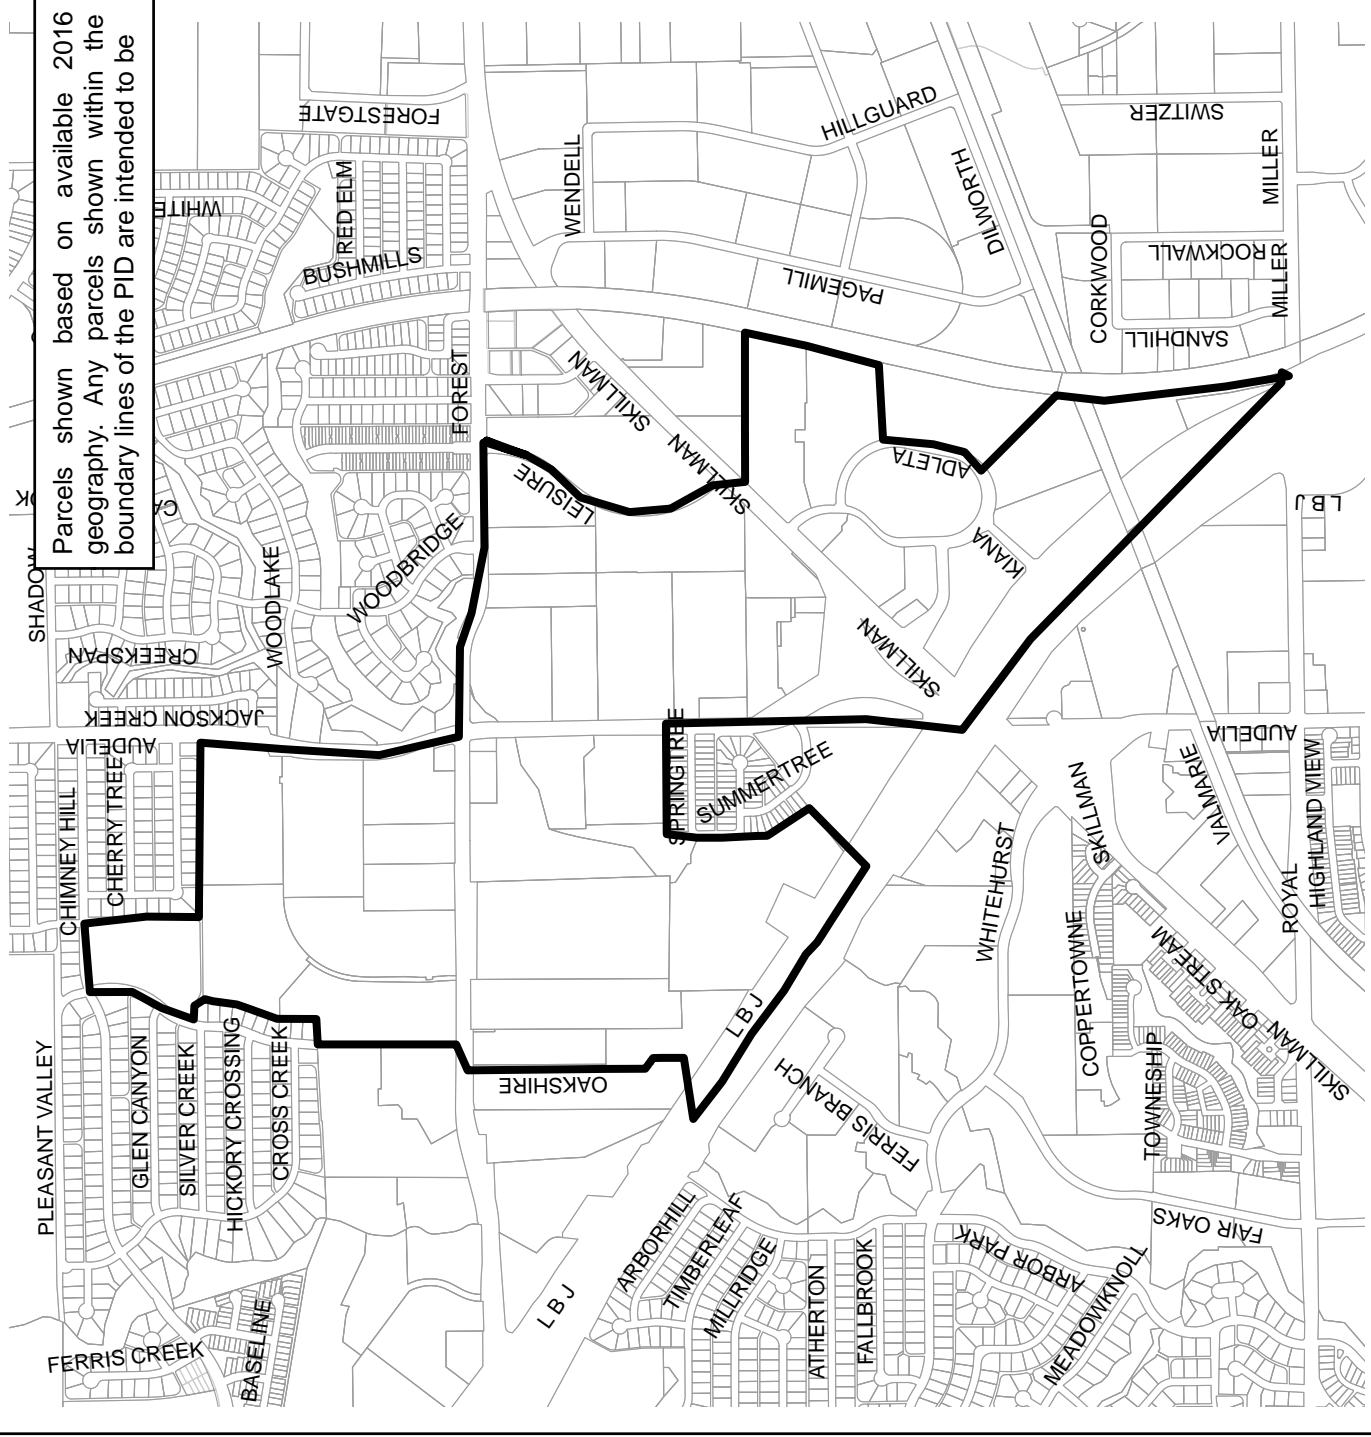 Parcels shown based on available 2016
geography. Any parcels shown within the
boundary lines of the PID are intended to be
FORESTGATE
SWITZER
HILLGUARD
WENDELL
DILWORTH
MILLER
WHITE
RED ELM
BUSHMILLS
PAGEMILL
CORKWOOD
ROCKWALL
MILLER
SANDHILL
FOREST
SKILLMAN
SKILLMAN
SKILLMAN
LEISURE
ADLETA
KIANA
L B J
SHADOW
WOODLAKE
WOODBRIDGE
CREEKSPAN
JACKSON CREEK
AUDELIA
SKILLMAN
SKILLMAN
SPRINGTREE
SUMMERTREE
AUDELIA
VALMARIE
HIGHLAND VIEW
CHIMNEY HILL
CHERRY TREE
WHITEHURST
SKILLMAN
ROYAL
COPPERTOWNE
OAK STREAM
SKILLMAN
SKILLMAN
TOWNESHIP
L B J
PLEASANT VALLEY
GLEN CANYON
SILVER CREEK
HICKORY CROSSING
CROSS CREEK
OAKSHIRE
FERRIS BRANCH
FAIR OAKS
ARBORHILL
TIMBERLEAF
MILLRIDGE
ARBOR PARK
ATHERTON
FALLBROOK
MEADOWKNOLL
L B J
FERRIS CREEK
BASELINE